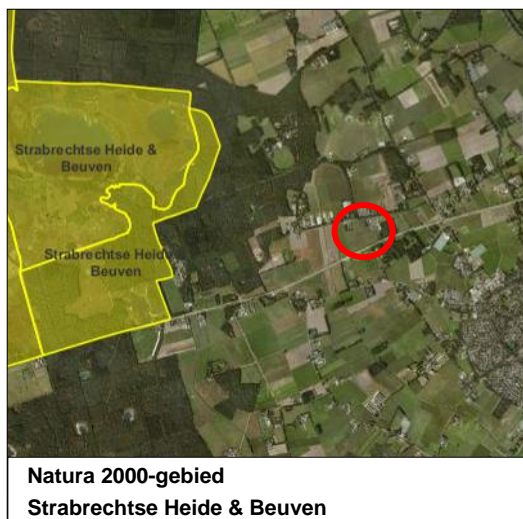 Strabrechtse Heide &
Beuven
Strabrechtse Heide &
Beuven
Natura 2000-gebied
Strabrechtse Heide & Beuven